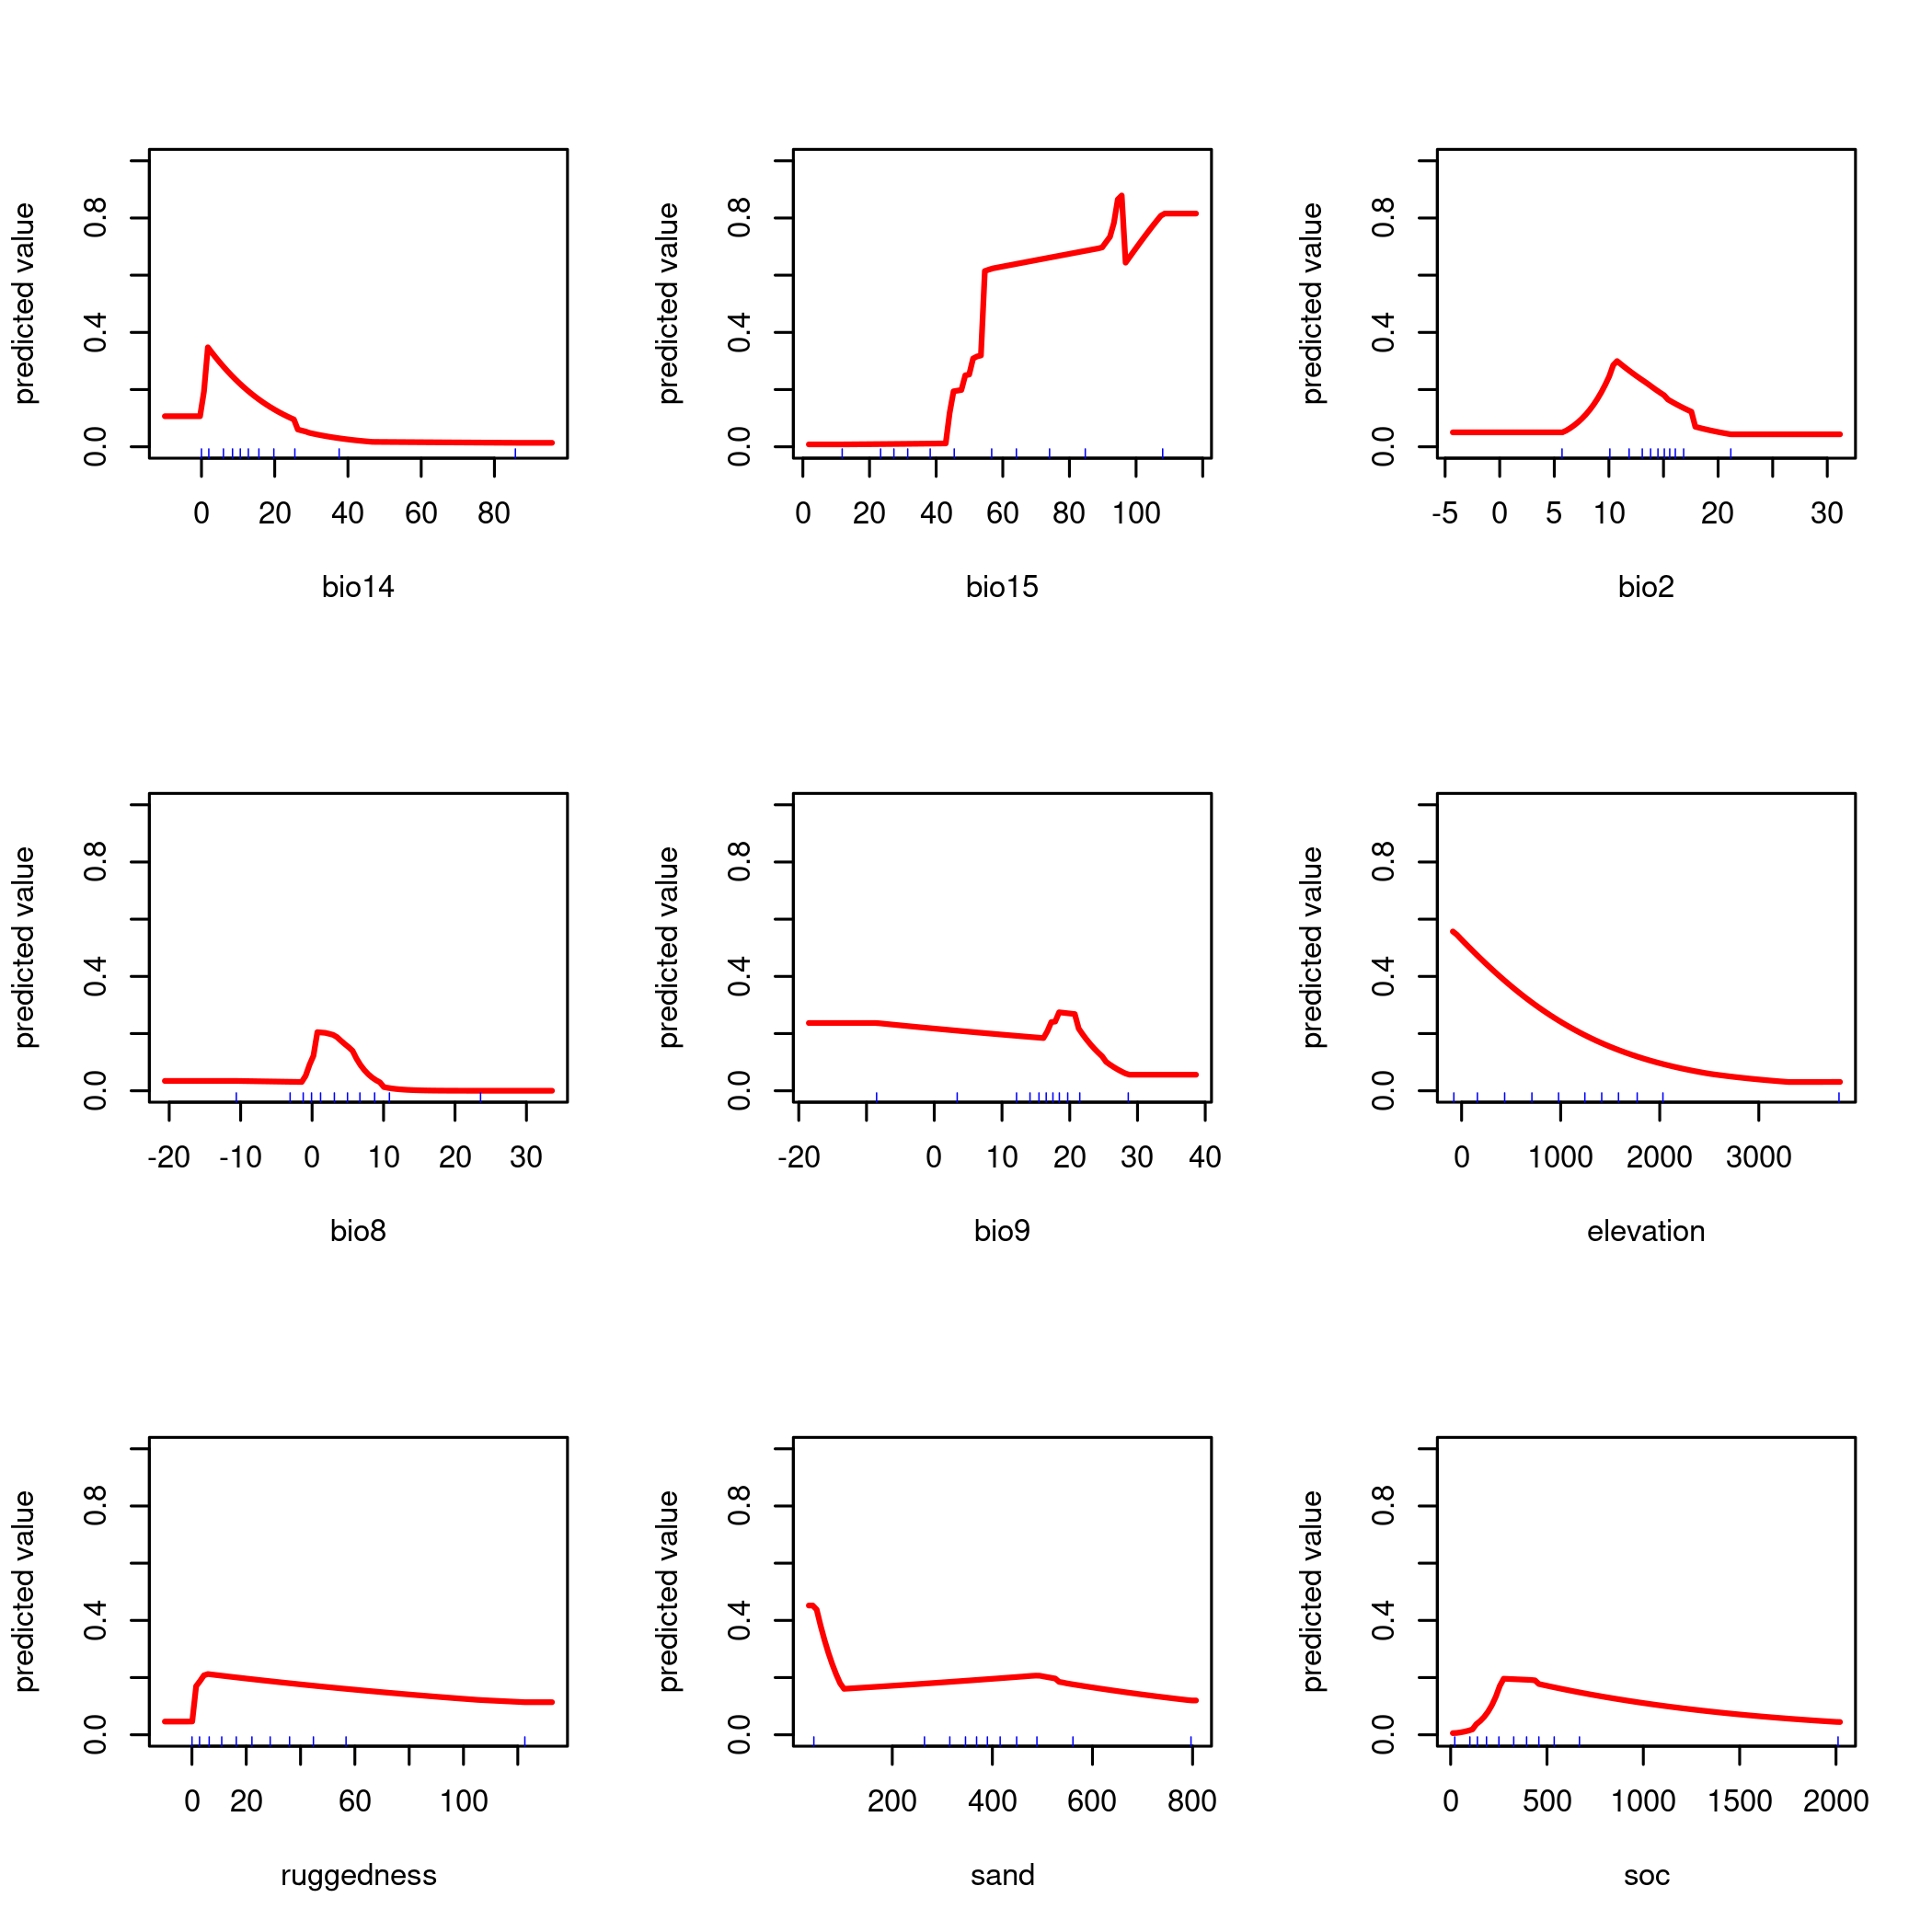 predicted value
0.0 0.4 0.8
0 20 40 60 80
bio14
predicted value
0.0 0.4 0.8
0 20 40 60 80 100
bio15
predicted value
0.0 0.4 0.8
-5 0 5 10 20 30
bio2
predicted value
0.0 0.4 0.8
-20 -10 0 10 20 30
bio8
predicted value
0.0 0.4 0.8
-20 0 10 20 30 40
bio9
predicted value
0.0 0.4 0.8
0 1000 2000 3000
elevation
predicted value
0.0 0.4 0.8
0 20 60 100
ruggedness
predicted value
0.0 0.4 0.8
200 400 600 800
sand
predicted value
0.0 0.4 0.8
0 500 1000 1500 2000
soc